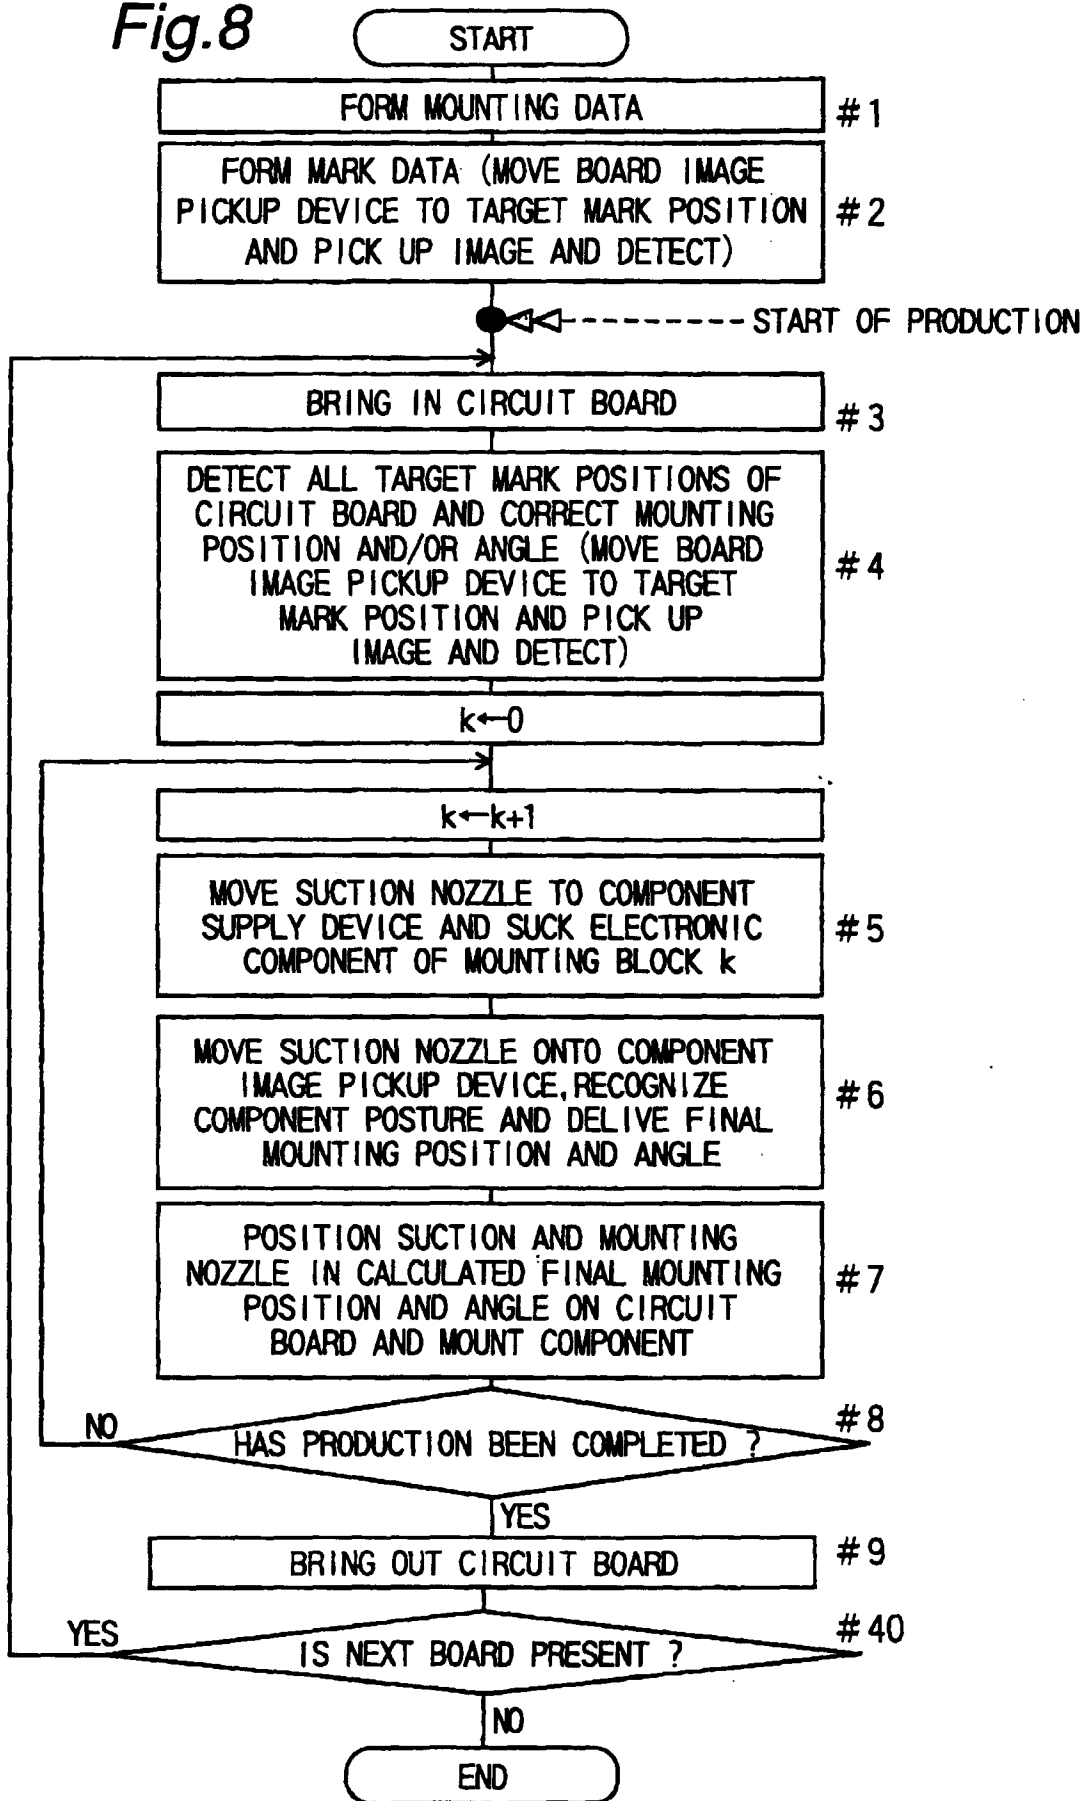 Fig.8
START
FORM MOUNTING DATA
#1
FORM MARK DATA (MOVE BOARD IMAGE
PICKUP DEVICE TO TARGET MARK POSITION
AND PICK UP IMAGE AND DETECT)
#2
START OF PRODUCTION
BRING IN CIRCUIT BOARD
#3
DETECT ALL TARGET MARK POSITIONS OF
CIRCUIT BOARD AND CORRECT MOUNTING
POSITION AND/OR ANGLE (MOVE BOARD
IMAGE PICKUP DEVICE TO TARGET
MARK POSITION AND PICK UP
IMAGE AND DETECT)
#4
k←0
k←k+1
MOVE SUCTION NOZZLE TO COMPONENT
SUPPLY DEVICE AND SUCK ELECTRONIC
COMPONENT OF MOUNTING BLOCK k
#5
MOVE SUCTION NOZZLE ONTO COMPONENT
IMAGE PICKUP DEVICE, RECOGNIZE
COMPONENT POSTURE AND DELIVE FINAL
MOUNTING POSITION AND ANGLE
#6
POSITION SUCTION AND MOUNTING
NOZZLE IN CALCULATED FINAL MOUNTING
POSITION AND ANGLE ON CIRCUIT
BOARD AND MOUNT COMPONENT
#7
#8
NO
HAS PRODUCTION BEEN COMPLETED ?
YES
BRING OUT CIRCUIT BOARD
#9
#40
YES
IS NEXT BOARD PRESENT ?
NO
END